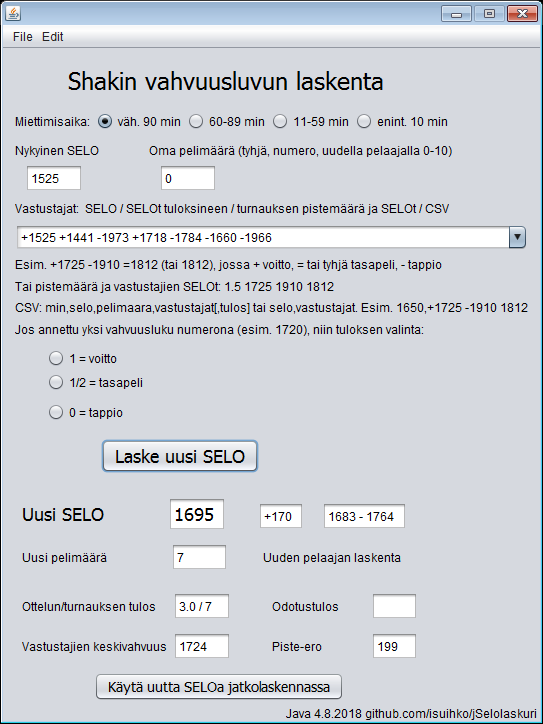 File Edit
Shakin vahvuusluvun laskenta
Miettimisaika: väh. 90 min 60-89 min 11-59 min enint. 10 min
Nykyinen SELO Oma pelimäärä (tyhjä, numero, uudella pelaajalla 0-10)
1525 0
Vastustajat: SELO / SELOt tuloksineen / turnauksen pistemäärä ja SELOt / CSV
+1525 +1441 -1973 +1718 -1784 -1660 -1966
Esim. +1725 -1910 =1812 (tai 1812), jossa + voitto, = tai tyhjä tasapeli, - tappio
Tai pistemäärä ja vastustajien SELOt: 1.5 1725 1910 1812
CSV: min,selo,pelimaara,vastustajat[,tulos] tai selo,vastustajat. Esim. 1650,+1725 -1910 1812
Jos annettu yksi vahvuusluku numerona (esim. 1720), niin tuloksen valinta:
1 = voitto
1/2 = tasapeli
0 = tappio
Laske uusi SELO
Uusi SELO 1695 +170 1683 - 1764
Uusi pelimäärä 7 Uuden pelaajan laskenta
Ottelun/turnauksen tulos 3.0 / 7 Odotustulos
Vastustajien keskivahvuus 1724 Piste-ero 199
Käytä uutta SELOa jatkolaskennassa
Java 4.8.2018 github.com/isuihko/jSelolaskuri